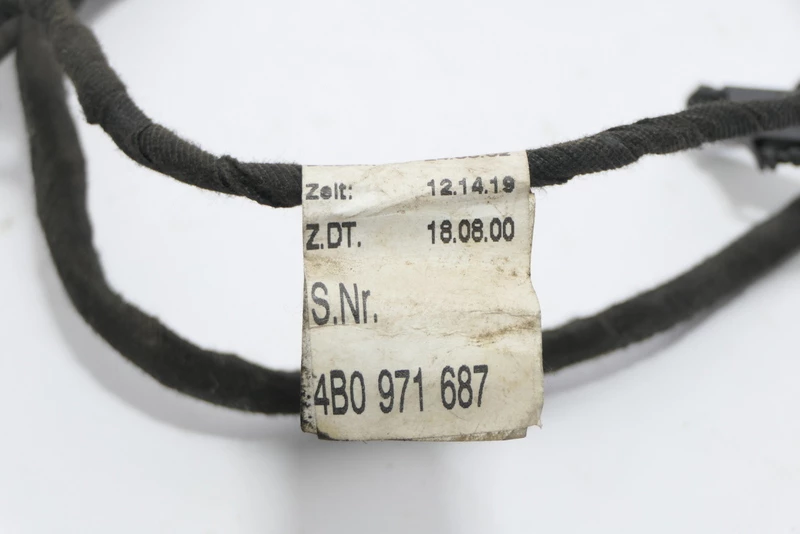 Zeit: 12.14.19
Z.DT. 18.08.00
S.Nr.
4B0 971 687